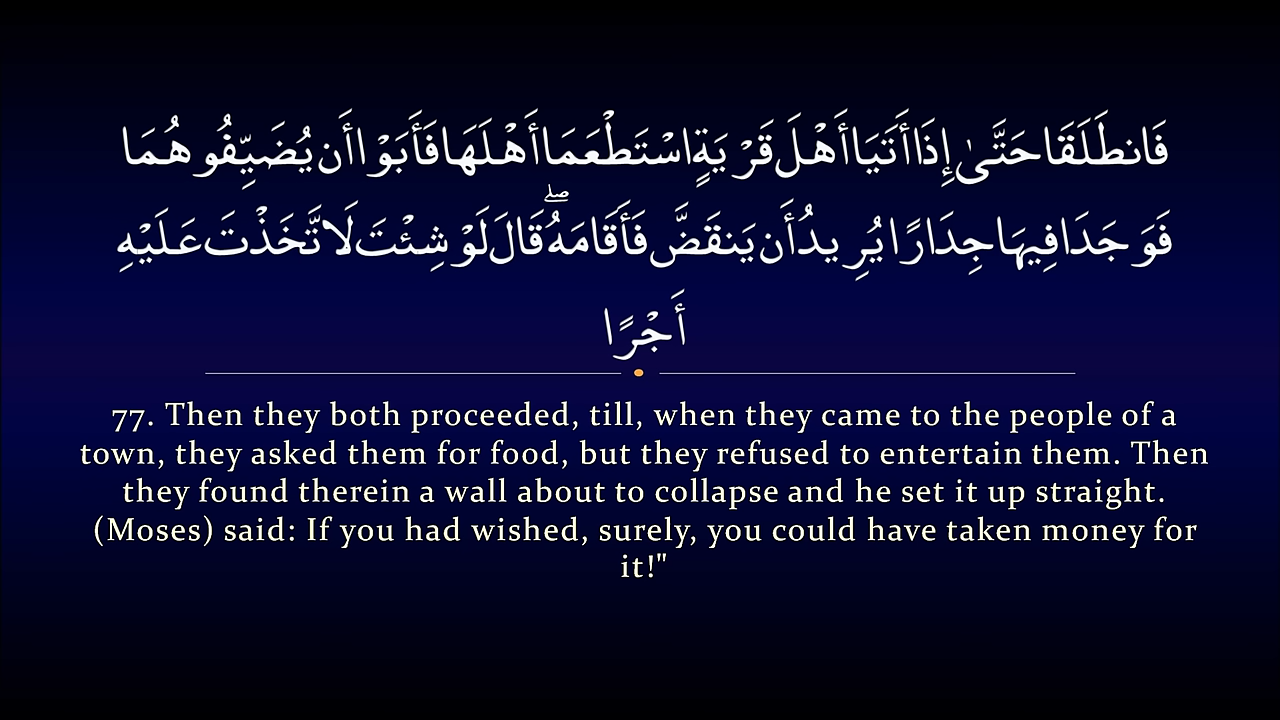 فَانطَلَقَا حَتَّىٰ إِذَا أَتَيَا أَهْلَ قَرْيَةٍ اسْتَطْعَمَا أَهْلَهَا فَأَبَوْا أَن يُضَيِّفُوهُمَا
فَوَجَدَا فِيهَا جِدَارًا يُرِيدُ أَن يَنقَضَّ فَأَقَامَهُ ۖ قَالَ لَوْ شِئْتَ لَاتَّخَذْتَ عَلَيْهِ
أَجْرًا
77. Then they both proceeded, till, when they came to the people of a
town, they asked them for food, but they refused to entertain them. Then
they found therein a wall about to collapse and he set it up straight.
(Moses) said: If you had wished, surely, you could have taken money for
it!"